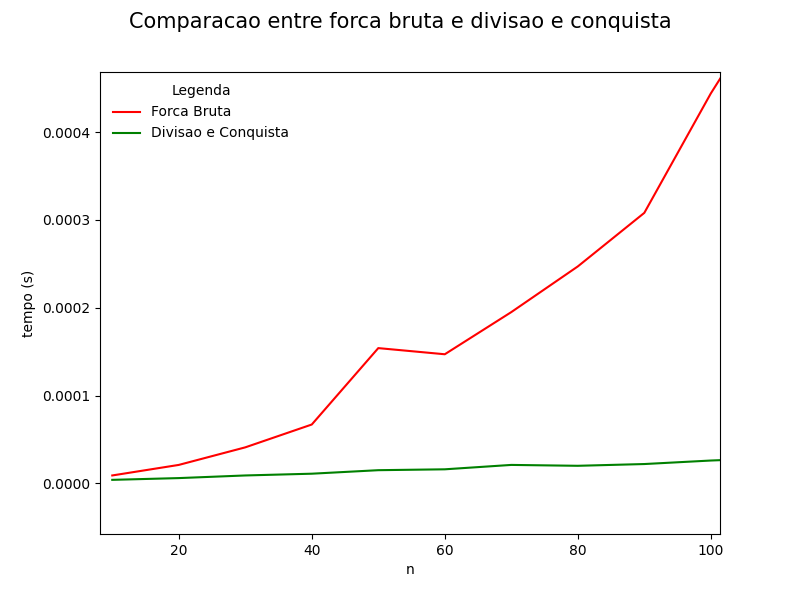 Comparacao entre forca bruta e divisao e conquista
Legenda
Forca Bruta
Divisao e Conquista
tempo (s)
0.0004
0.0003
0.0002
0.0001
0.0000
20 40 60 80 100
n